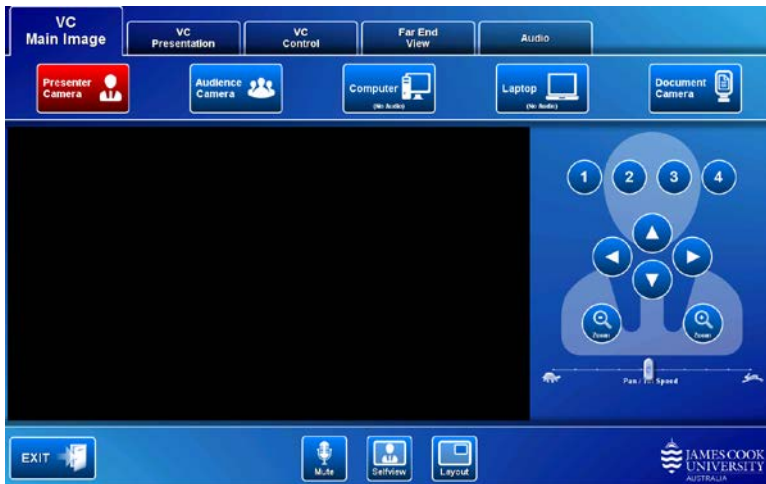 VC
Main Image
VC
Presentation
VC
Control
Far End
View
Audio
Presenter
Camera
Audience
Camera
Computer
(No Audio)
Laptop
(No Audio)
Document
Camera
1 2 3 4
Zoom Zoom
Pan / Tilt Speed
EXIT
Mute
Selfview
Layout
JAMES COOK
UNIVERSITY
AUSTRALIA